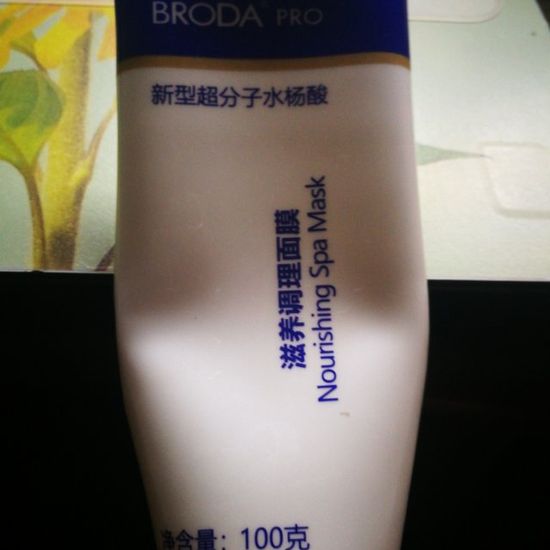 BRODA® PRO
新型超分子水杨酸
滋养调理面膜
Nourishing Spa Mask
净含量：100克